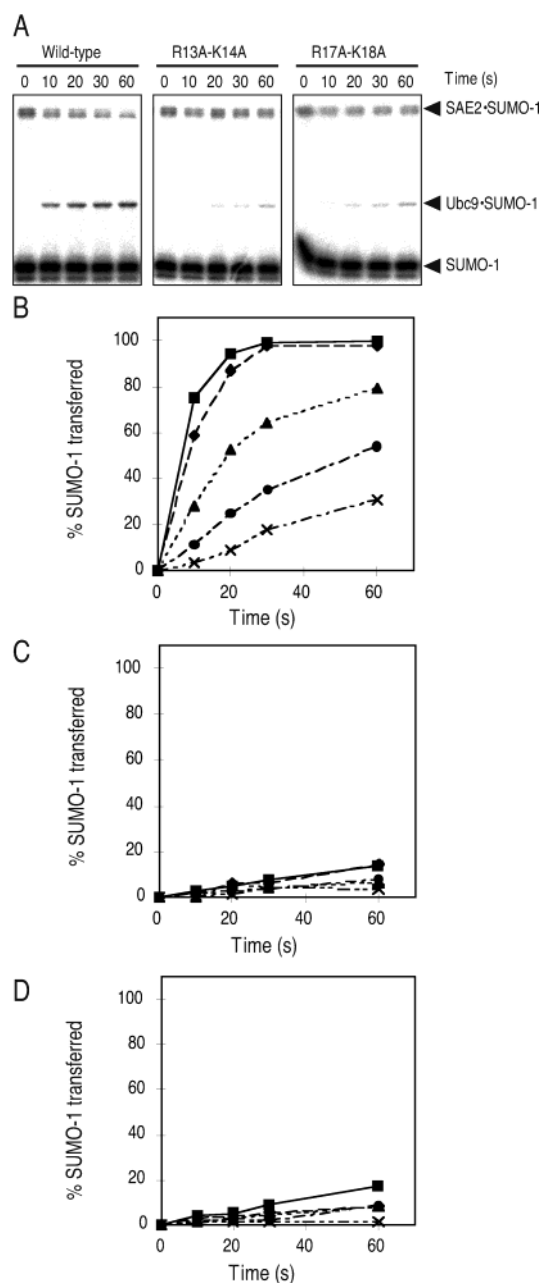 A
Wild-type R13A-K14A R17A-K18A
0 10 20 30 60 0 10 20 30 60 0 10 20 30 60 Time (s)
SAE2•SUMO-1
Ubc9•SUMO-1
SUMO-1
B
% SUMO-1 transferred
100
80
60
40
20
0
0 20 40 60
Time (s)
C
% SUMO-1 transferred
100
80
60
40
20
0
0 20 40 60
Time (s)
D
% SUMO-1 transferred
100
80
60
40
20
0
0 20 40 60
Time (s)